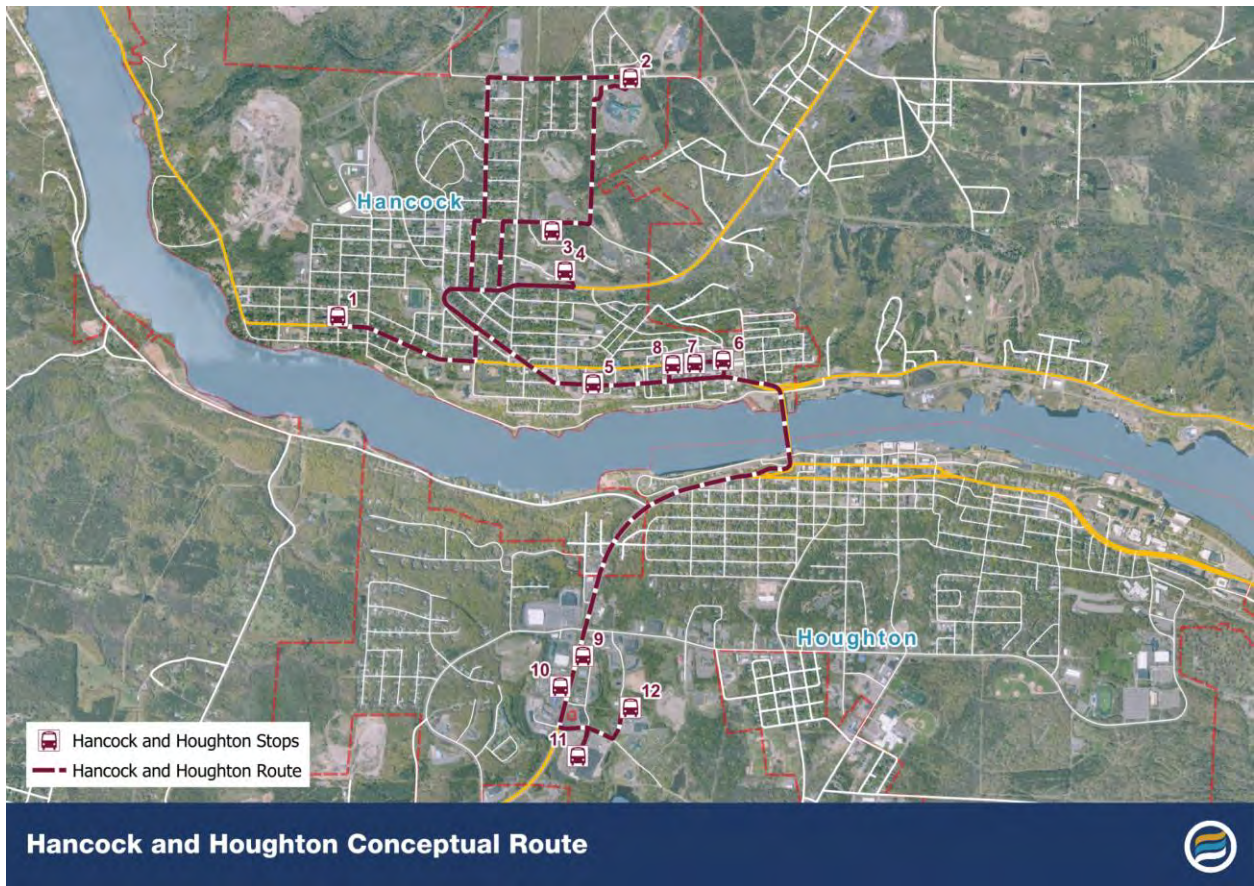 2
Hancock
3
4
1
8
7
6
5
Houghton
9
10
12
11
Hancock and Houghton Stops
Hancock and Houghton Route
Hancock and Houghton Conceptual Route